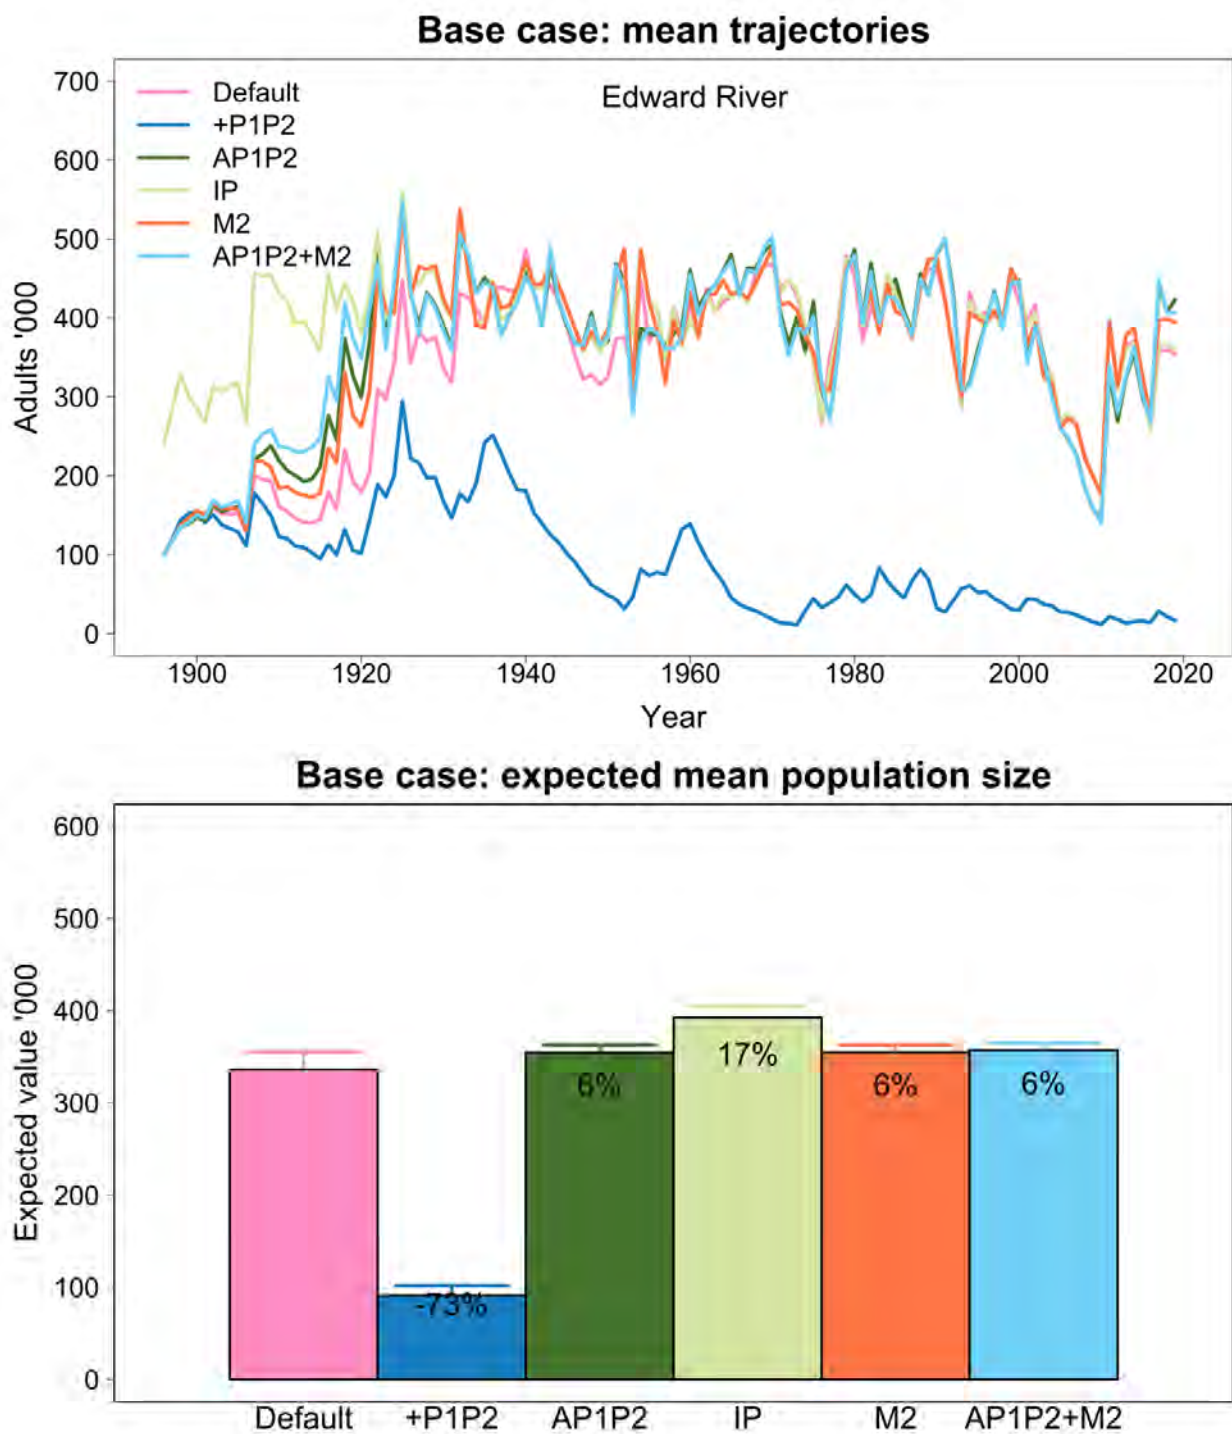 Base case: mean trajectories
Edward River
Default
+P1P2
AP1P2
IP
M2
AP1P2+M2
700
600
500
400
300
200
100
0
Adults '000
1900 1920 1940 1960 1980 2000 2020
Year
Base case: expected mean population size
600
500
400
300
200
100
0
Expected value '000
-73%
6%
17%
6%
6%
Default +P1P2 AP1P2 IP M2 AP1P2+M2